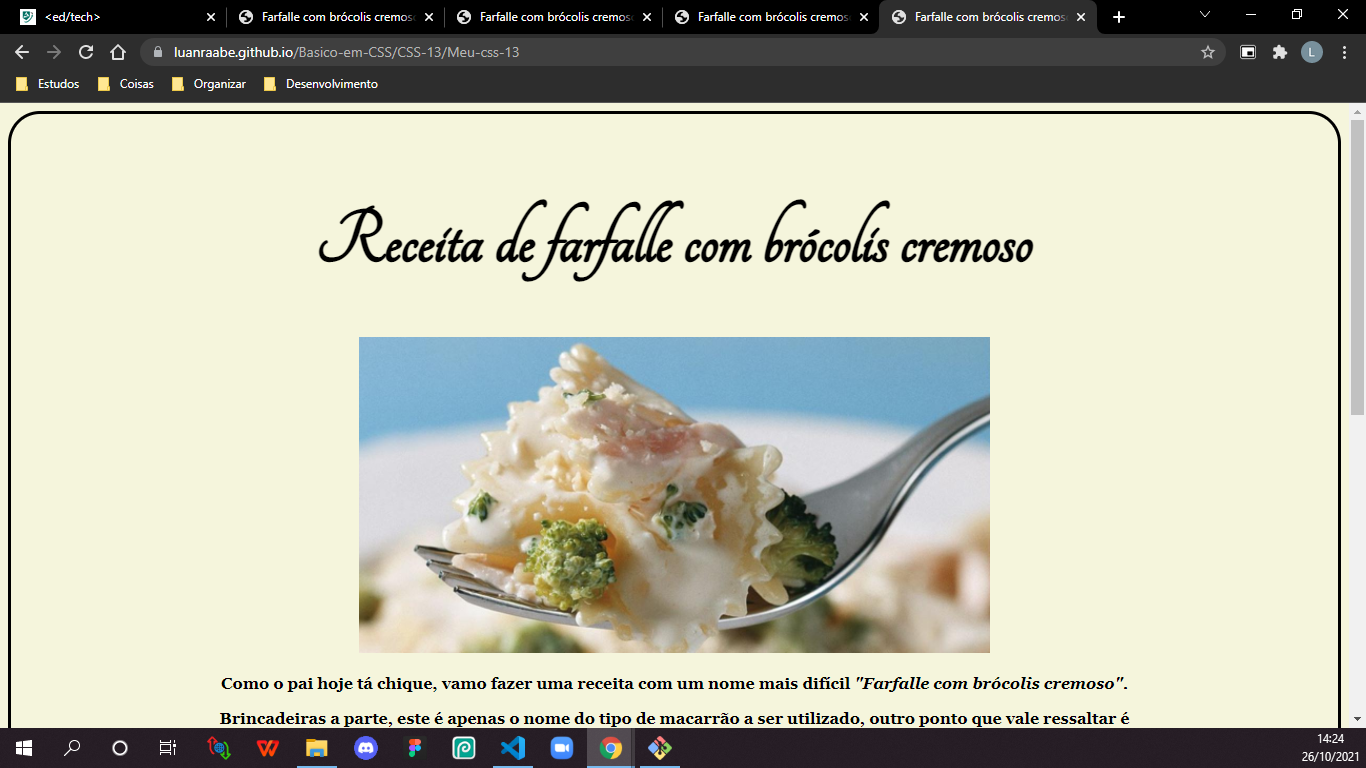 <ed/tech>
Farfalle com brócolis cremos
Farfalle com brócolis cremoso
Farfalle com brócolis cremos
Farfalle com brócolis cremos
luanraabe.github.io/Basico-em-CSS/CSS-13/Meu-css-13
L
Estudos
Coisas
Organizar
Desenvolvimento
Receita de farfalle com brócolis cremoso
Como o pai hoje tá chique, vamo fazer uma receita com um nome mais difícil "Farfalle com brócolis cremoso".
Brincadeiras a parte, este é apenas o nome do tipo de macarrão a ser utilizado, outro ponto que vale ressaltar é
14:24
26/10/2021